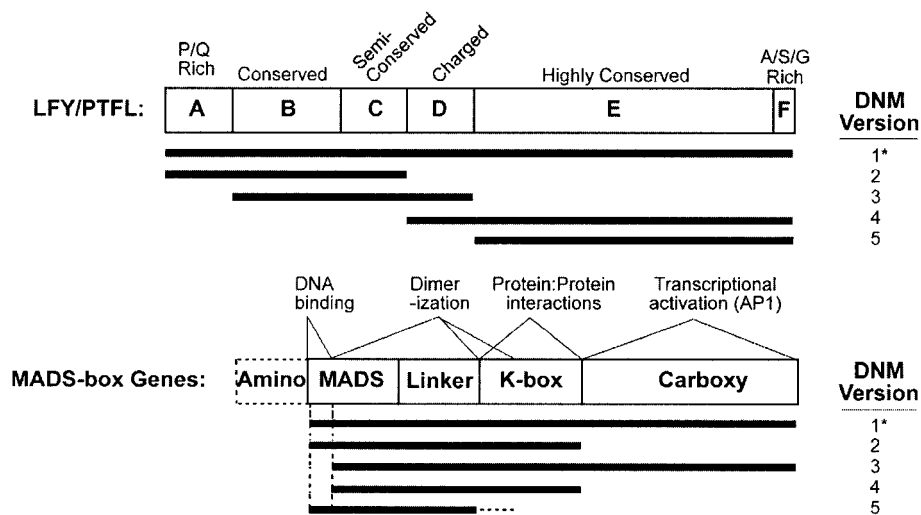 P/Q
Rich
Conserved
Semi-
Conserved
Charged
Highly Conserved
A/S/G
Rich
LFY/PTFL:
A
B
C
D
E
F
DNM
Version
1*
2
3
4
5
DNA
binding
Dimer
-ization
Protein:Protein
interactions
Transcriptional
activation (AP1)
MADS-box Genes:
Amino
MADS
Linker
K-box
Carboxy
DNM
Version
1*
2
3
4
5